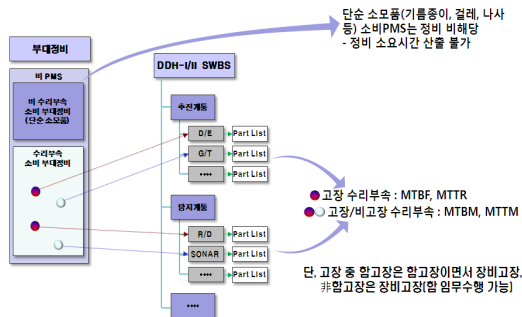 단순 소모품(기름종이, 걸레, 나사
등) 소비PMS는 정비 비해당
- 정비 소요시간 산출 불가
부대정비
비 PMS
비 수리부속
소비 부대정비
(단순 소모품)
수리부속
소비 부대정비
DDH-I/II SWBS
추진계통
D/E
Part List
G/T
Part List
····
Part List
탐지계통
R/D
Part List
SONAR
Part List
····
Part List
····
고장 수리부속 : MTBF, MTTR
고장/비고장 수리부속 : MTBM, MTTM
단, 고장 중 함고장은 함고장이면서 장비고장,
非함고장은 장비고장(함 임무수행 가능)